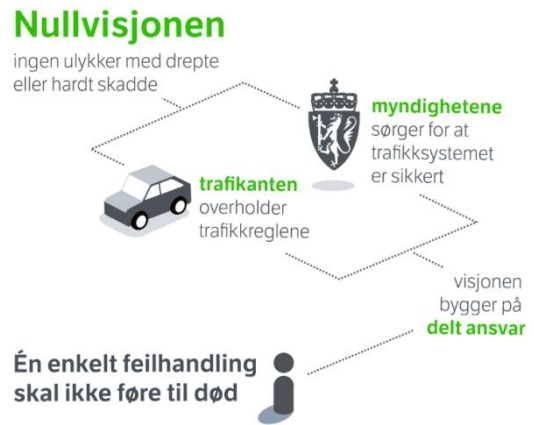 Nullvisjonen
ingen ulykker med drepte
eller hardt skadde
myndighetene
sørger for at
trafikksystemet
er sikkert
trafikanten
overholder
trafikkreglene
visjonen
bygger på
delt ansvar
Én enkelt feilhandling
skal ikke føre til død